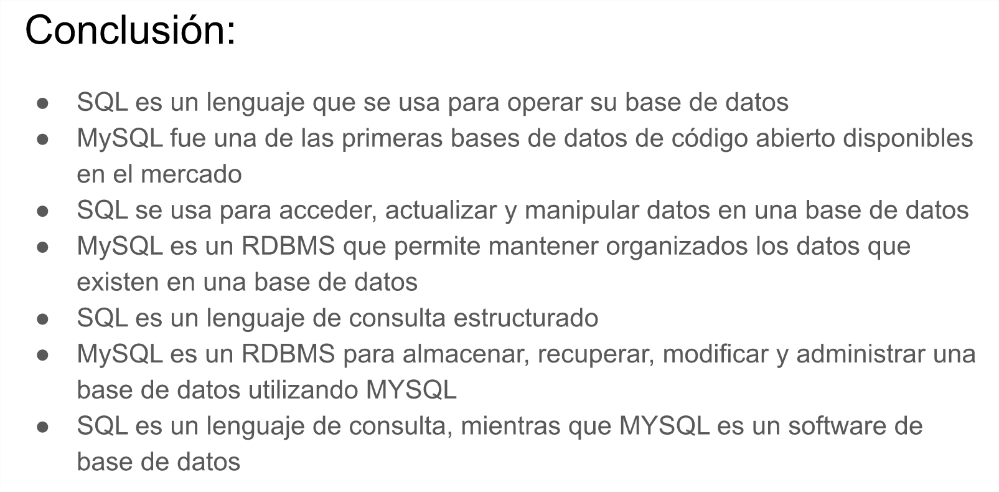 Conclusión:
● SQL es un lenguaje que se usa para operar su base de datos
● MySQL fue una de las primeras bases de datos de código abierto disponibles
en el mercado
● SQL se usa para acceder, actualizar y manipular datos en una base de datos
● MySQL es un RDBMS que permite mantener organizados los datos que
existen en una base de datos
● SQL es un lenguaje de consulta estructurado
● MySQL es un RDBMS para almacenar, recuperar, modificar y administrar una
base de datos utilizando MYSQL
● SQL es un lenguaje de consulta, mientras que MYSQL es un software de
base de datos